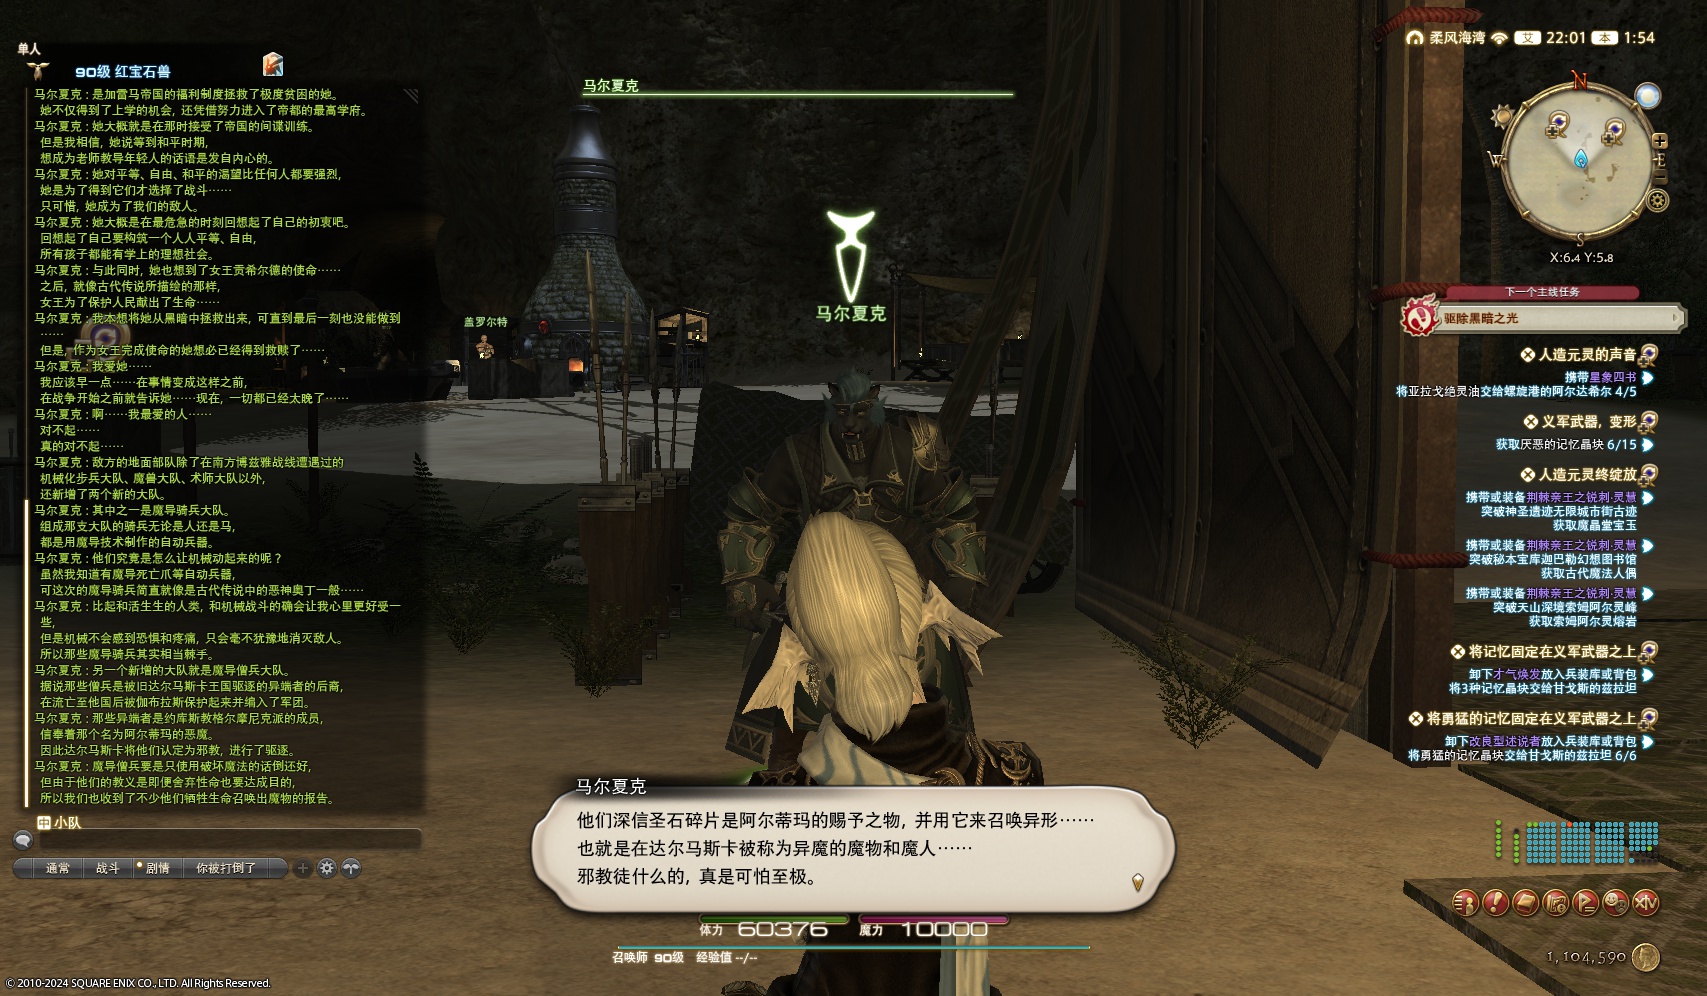 单人
90级 红宝石兽
马尔夏克：是加雷马帝国的福利制度拯救了极度贫困的她。
她不仅得到了上学的机会，还凭借努力进入了帝都的最高学府。
马尔夏克：她大概就是在那时接受了帝国的间谍训练。
但是我相信，她说等到和平时期，
想成为老师教导年轻人的话语是发自内心的。
马尔夏克：她对平等、自由、和平的渴望比任何人都要强烈，
她是为了得到它们才选择了战斗……
只可惜，她成为了我们的敌人。
马尔夏克：她大概是在最危急的时刻回想起了自己的初衷吧。
回想起了自己要构筑一个人人平等、自由，
所有孩子都能有学上的理想社会。
马尔夏克：与此同时，她也想到了女王贡希尔德的使命……
之后，就像古代传说所描绘的那样，
女王为了保护人民献出了生命……
马尔夏克：我本想将她从黑暗中拯救出来，可直到最后一刻也没能做到
……
但是，作为女王完成使命的她想必已经得到救赎了……
马尔夏克：我爱她……
我应该早一点……在事情变成这样之前，
在战争开始之前就告诉她……现在，一切都已经太晚了……
马尔夏克：啊……我最爱的人……
对不起……
真的对不起……
马尔夏克：敌方的地面部队除了在南方博兹雅战线遭遇过的
机械化步兵大队、魔兽大队、术师大队以外，
还新增了两个新的大队。
马尔夏克：其中之一是魔导骑兵大队。
组成那支大队的骑兵无论是人还是马，
都是用魔导技术制作的自动兵器。
马尔夏克：他们究竟是怎么让机械动起来的呢？
虽然我知道有魔导死亡爪等自动兵器，
可这次的魔导骑兵简直就像是古代传说中的恶神奥丁一般……
马尔夏克：比起和活生生的人类，和机械战斗的确会让我心里更好受一
些，
但是机械不会感到恐惧和疼痛，只会毫不犹豫地消灭敌人。
所以那些魔导骑兵其实相当棘手。
马尔夏克：另一个新增的大队就是魔导僧兵大队。
据说那些僧兵是被旧达尔马斯卡王国驱逐的异端者的后裔，
在流亡至他国后被伽布拉斯保护起来并编入了军团。
马尔夏克：那些异端者是约库斯教格尔摩尼克派的成员，
信奉着那个名为阿尔蒂玛的恶魔。
因此达尔马斯卡将他们认定为邪教，进行了驱逐。
马尔夏克：魔导僧兵要是只使用破坏魔法的话倒还好，
但由于他们的教义是即便舍弃性命也要达成目的，
所以我们也收到了不少他们牺牲生命召唤出魔物的报告。
小队
通常 战斗 剧情 你被打倒了
© 2010-2024 SQUARE ENIX CO., LTD. All Rights Reserved.
马尔夏克
马尔夏克
盖罗尔特
马尔夏克
他们深信圣石碎片是阿尔蒂玛的赐予之物，并用它来召唤异形……
也就是在达尔马斯卡被称为异魔的魔物和魔人……
邪教徒什么的，真是可怕至极。
体力 60376 魔力 10000
召唤师 90级 经验值 --/--
柔风海湾 艾 22:01 本 1:54
N
W
E
S
X:6.4 Y:5.8
下一个主线任务
驱除黑暗之光
人造元灵的声音
携带星象四书
将亚拉戈绝灵油交给螺旋港的阿尔达希尔 4/5
义军武器，变形
获取厌恶的记忆晶块 6/15
人造元灵终绽放
携带或装备荆棘亲王之锐刺·灵慧
突破神圣遗迹无限城市街古迹
获取魔晶堂宝玉
携带或装备荆棘亲王之锐刺·灵慧
突破秘本宝库迦巴勒幻想图书馆
获取古代魔法人偶
携带或装备荆棘亲王之锐刺·灵慧
突破天山深境索姆阿尔灵峰
获取索姆阿尔灵熔岩
将记忆固定在义军武器之上
卸下才气焕发放入兵装库或背包
将3种记忆晶块交给甘戈斯的兹拉坦
将勇猛的记忆固定在义军武器之上
卸下改良型述说者放入兵装库或背包
将勇猛的记忆晶块交给甘戈斯的兹拉坦 6/6
XIV
1,104,590